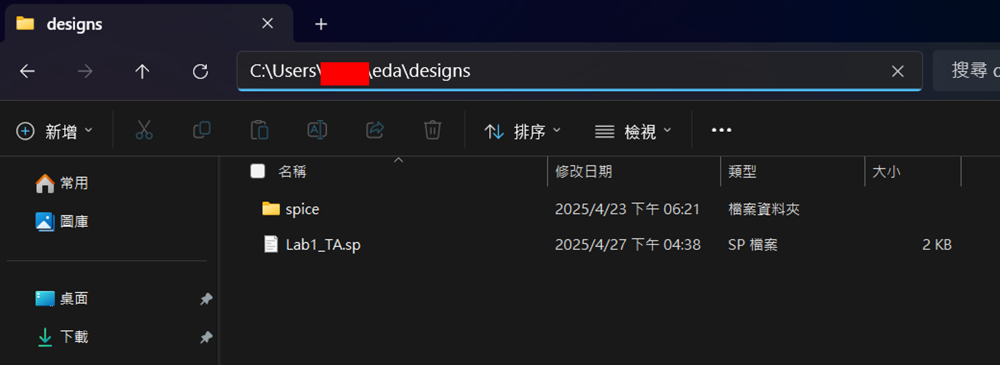 designs
C:\Users\ \eda\designs
搜尋
新增
排序
檢視
名稱 修改日期 類型 大小
常用
圖庫
桌面
下載
spice 2025/4/23 下午 06:21 檔案資料夾
Lab1_TA.sp 2025/4/27 下午 04:38 SP 檔案 2 KB